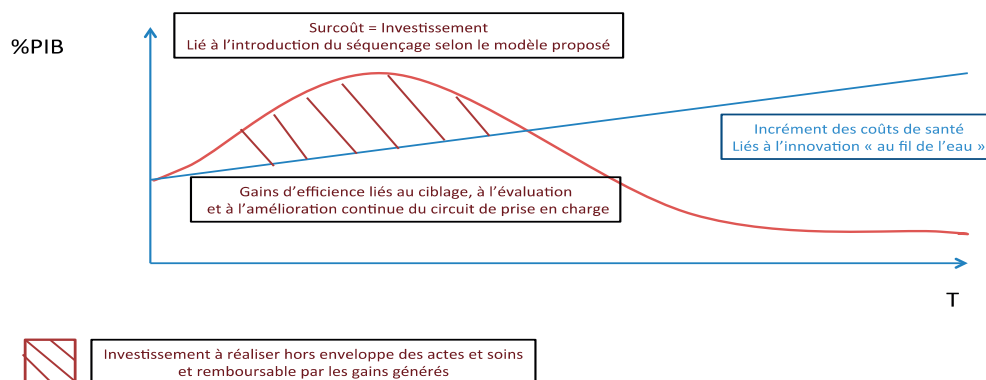 Surcoût = Investissement
Lié à l'introduction du séquençage selon le modèle proposé
%PIB
Incrément des coûts de santé
Liés à l'innovation « au fil de l'eau »
Gains d'efficience liés au ciblage, à l'évaluation
et à l'amélioration continue du circuit de prise en charge
T
Investissement à réaliser hors enveloppe des actes et soins
et remboursable par les gains générés